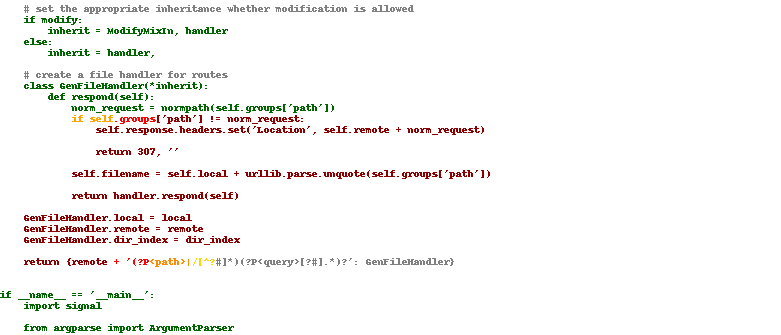 # set the appropriate inheritance whether modification is allowed
if modify:
inherit = ModifyMixIn, handler
else:
inherit = handler,
# create a file handler for routes
class GenFileHandler(*inherit):
def respond(self):
norm_request = normpath(self.groups['path'])
if self.groups['path'] != norm_request:
self.response.headers.set('Location', self.remote + norm_request)
return 307, ''
self.filename = self.local + urllib.parse.unquote(self.groups['path'])
return handler.respond(self)
GenFileHandler.local = local
GenFileHandler.remote = remote
GenFileHandler.dir_index = dir_index
return {remote + '(?P<path>|/[^?#]*)(?P<query>[?#].*)?': GenFileHandler}
if __name__ == '__main__':
import signal
from argparse import ArgumentParser